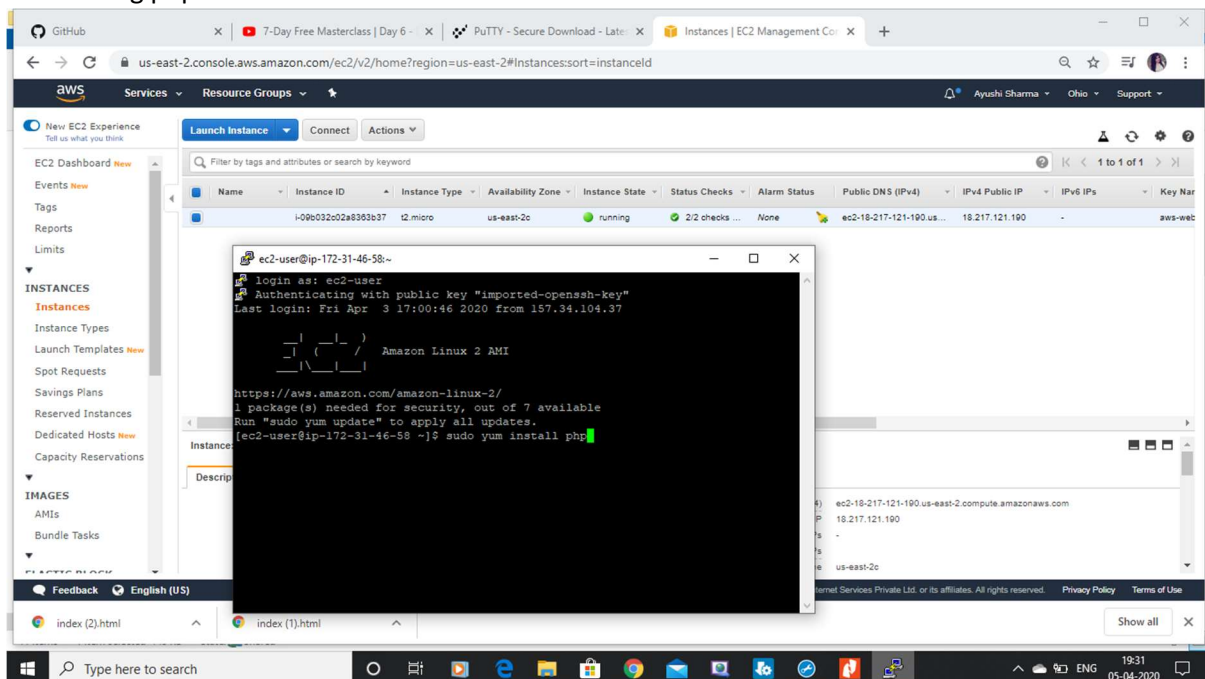 GitHub
7-Day Free Masterclass | Day 6 -
PuTTY - Secure Download - Late
Instances | EC2 Management Co
us-east-2.console.aws.amazon.com/ec2/v2/home?region=us-east-2#Instances:sort=instanceId
aws Services Resource Groups Ayushi Sharma Ohio Support
New EC2 Experience
Tell us what you think
Launch Instance Connect Actions
EC2 Dashboard New
Events New
Tags
Reports
Limits
INSTANCES
Instances
Instance Types
Launch Templates New
Spot Requests
Savings Plans
Reserved Instances
Dedicated Hosts New
Capacity Reservations
IMAGES
AMIs
Bundle Tasks
Filter by tags and attributes or search by keyword 1 to 1 of 1
Name Instance ID Instance Type Availability Zone Instance State Status Checks Alarm Status Public DNS (IPv4) IPv4 Public IP IPv6 IPs Key Nar
i-09b032c02a8363b37 t2.micro us-east-2c running 2/2 checks ... None ec2-18-217-121-190.us... 18.217.121.190 - aws-web
ec2-user@ip-172-31-46-58:~
login as: ec2-user
Authenticating with public key "imported-openssh-key"
Last login: Fri Apr 3 17:00:46 2020 from 157.34.104.37
__| __|_ )
_| ( / Amazon Linux 2 AMI
___|\___|___|
https://aws.amazon.com/amazon-linux-2/
1 package(s) needed for security, out of 7 available
Run "sudo yum update" to apply all updates.
[ec2-user@ip-172-31-46-58 ~]$ sudo yum install php
Instance:
Descrip
ec2-18-217-121-190.us-east-2.compute.amazonaws.com
18.217.121.190
-
us-east-2c
Feedback English (US) Internet Services Private Ltd. or its affiliates. All rights reserved. Privacy Policy Terms of Use
index (2).html index (1).html Show all
Type here to search ENG 19:31
05-04-2020